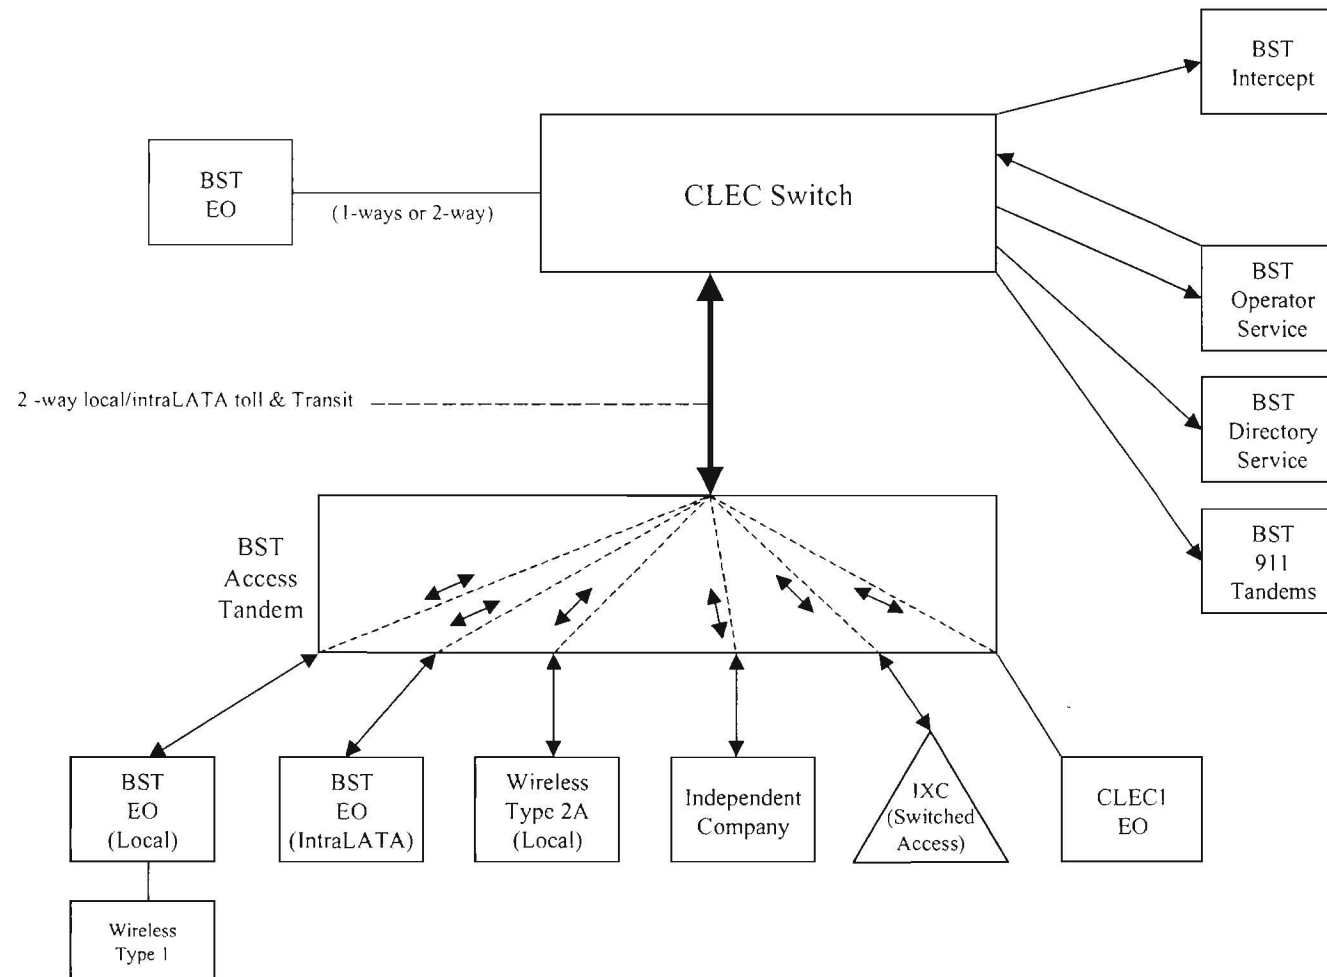 BST
Intercept
BST
EO
(1-ways or 2-way)
CLEC Switch
BST
Operator
Service
2 -way local/intraLATA toll & Transit
BST
Directory
Service
BST
Access
Tandem
BST
911
Tandems
BST
EO
(Local)
BST
EO
(IntraLATA)
Wireless
Type 2A
(Local)
Independent
Company
IXC
(Switched
Access)
CLEC1
EO
Wireless
Type 1